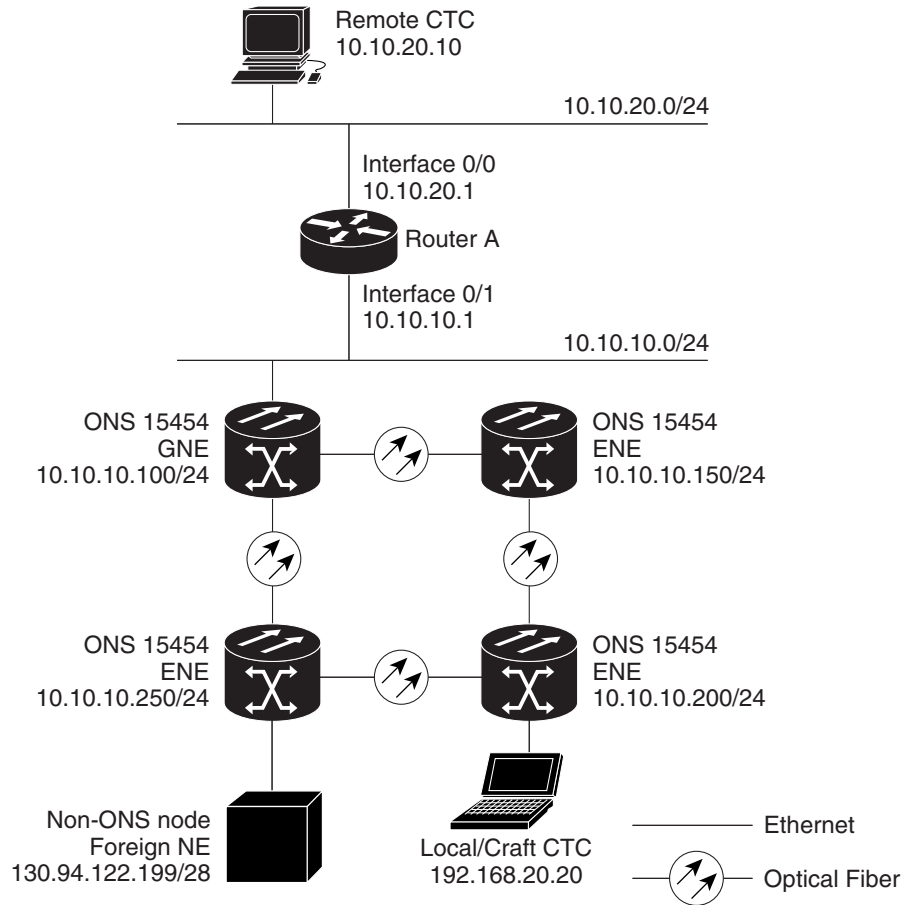 Remote CTC
10.10.20.10
10.10.20.0/24
Interface 0/0
10.10.20.1
Router A
Interface 0/1
10.10.10.1
10.10.10.0/24
ONS 15454
GNE
10.10.10.100/24
ONS 15454
ENE
10.10.10.150/24
ONS 15454
ENE
10.10.10.250/24
ONS 15454
ENE
10.10.10.200/24
Non-ONS node
Foreign NE
130.94.122.199/28
Local/Craft CTC
192.168.20.20
Ethernet
Optical Fiber